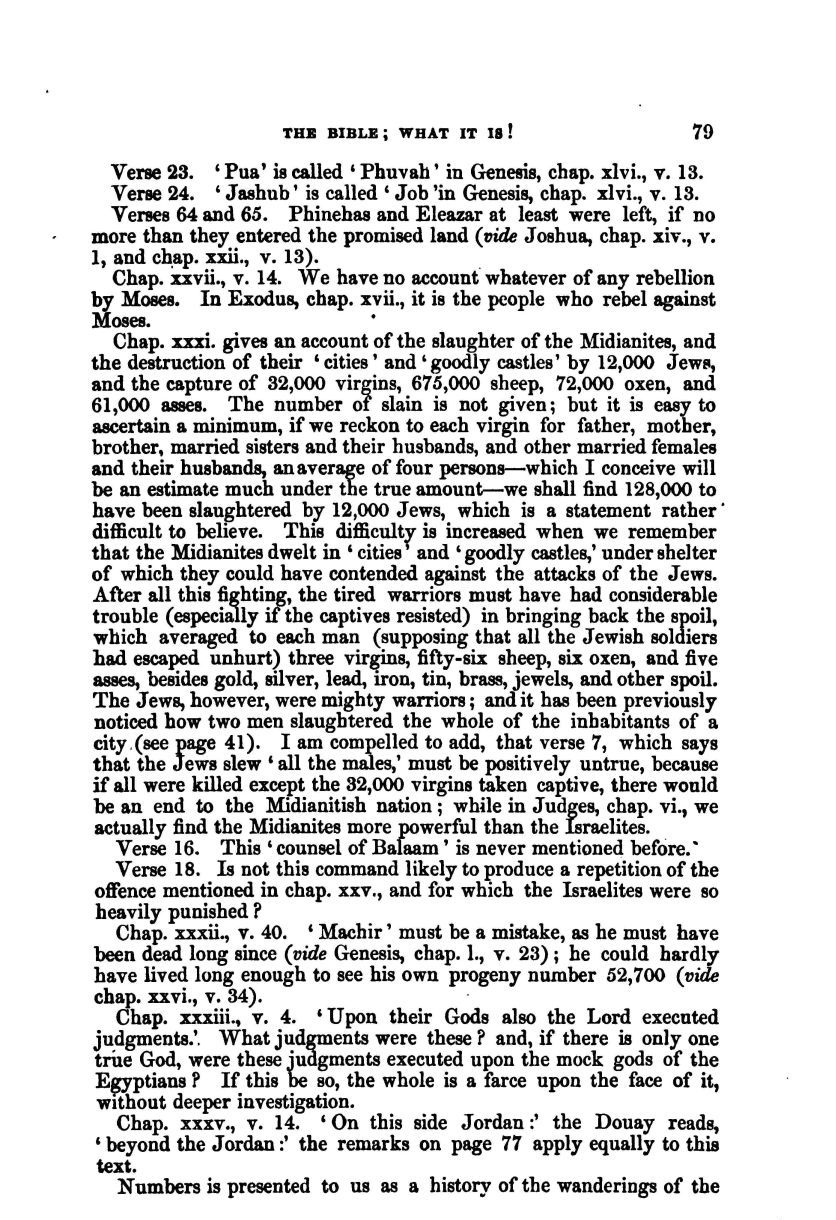 THE BIBLE; WHAT IT IS! 79
Verse 23. ‘Pua’ is called ‘Phuvah’ in Genesis, chap. xlvi., v. 13.
Verse 24. ‘Jashub’ is called ‘Job ’in Genesis, chap. xlvi., v. 13.
Verses 64 and 65. Phinehas and Eleazar at least were left, if no
more than they entered the promised land (vide Joshua, chap. xiv., v.
1, and chap. xxii., v. 13).
Chap. xxvii., v. 14. We have no account whatever of any rebellion
by Moses. In Exodus, chap. xvii., it is the people who rebel against
Moses.
Chap. xxxi. gives an account of the slaughter of the Midianites, and
the destruction of their ‘cities’ and ‘goodly castles’ by 12,000 Jews,
and the capture of 32,000 virgins, 675,000 sheep, 72,000 oxen, and
61,000 asses. The number of slain is not given; but it is easy to
ascertain a minimum, if we reckon to each virgin for father, mother,
brother, married sisters and their husbands, and other married females
and their husbands, an average of four persons—which I conceive will
be an estimate much under the true amount—we shall find 128,000 to
have been slaughtered by 12,000 Jews, which is a statement rather
difficult to believe. This difficulty is increased when we remember
that the Midianites dwelt in ‘cities’ and ‘goodly castles,’ under shelter
of which they could have contended against the attacks of the Jews.
After all this fighting, the tired warriors must have had considerable
trouble (especially if the captives resisted) in bringing back the spoil,
which averaged to each man (supposing that all the Jewish soldiers
had escaped unhurt) three virgins, fifty-six sheep, six oxen, and five
asses, besides gold, silver, lead, iron, tin, brass, jewels, and other spoil.
The Jews, however, were mighty warriors; and it has been previously
noticed how two men slaughtered the whole of the inhabitants of a
city (see page 41). I am compelled to add, that verse 7, which says
that the Jews slew ‘all the males,’ must be positively untrue, because
if all were killed except the 32,000 virgins taken captive, there would
be an end to the Midianitish nation; while in Judges, chap. vi., we
actually find the Midianites more powerful than the Israelites.
Verse 16. This ‘counsel of Balaam’ is never mentioned before.
Verse 18. Is not this command likely to produce a repetition of the
offence mentioned in chap. xxv., and for which the Israelites were so
heavily punished?
Chap. xxxii., v. 40. ‘Machir’ must be a mistake, as he must have
been dead long since (vide Genesis, chap. l., v. 23); he could hardly
have lived long enough to see his own progeny number 52,700 (vide
chap. xxvi., v. 34).
Chap. xxxiii., v. 4. ‘Upon their Gods also the Lord executed
judgments.’ What judgments were these? and, if there is only one
true God, were these judgments executed upon the mock gods of the
Egyptians? If this be so, the whole is a farce upon the face of it,
without deeper investigation.
Chap. xxxv., v. 14. ‘On this side Jordan:’ the Douay reads,
‘beyond the Jordan:’ the remarks on page 77 apply equally to this
text.
Numbers is presented to us as a history of the wanderings of the